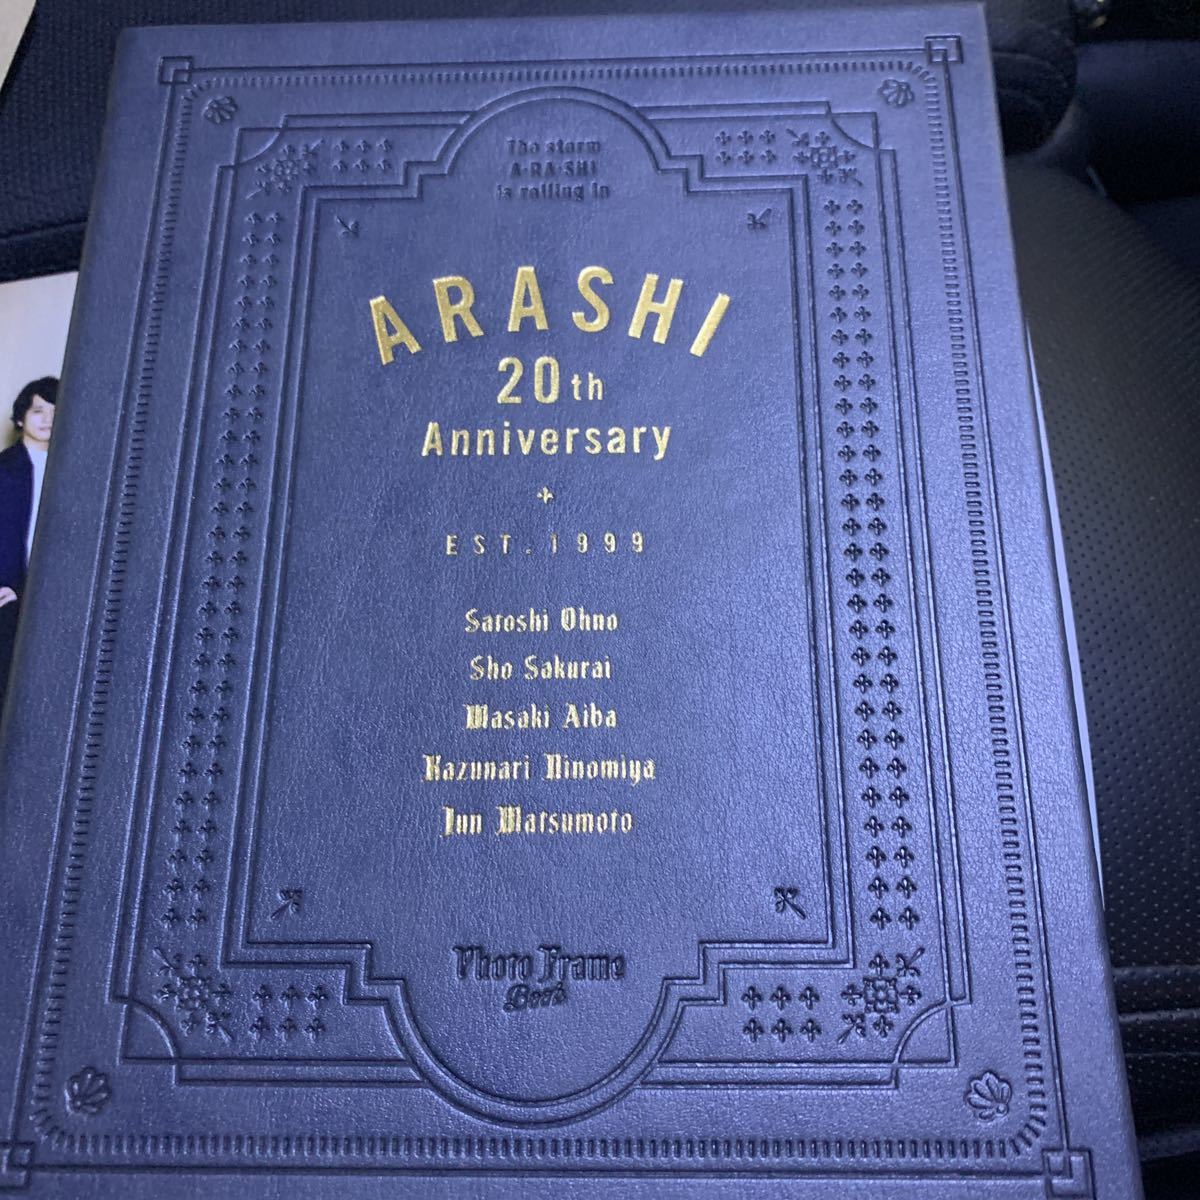 The storm
A·RA·SHI
is rolling in
ARASHI
20th
Anniversary
EST. 1999
Satoshi Ohno
Sho Sakurai
Masaki Aiba
Kazunari Ninomiya
Jun Matsumoto
Photo Frame
Book